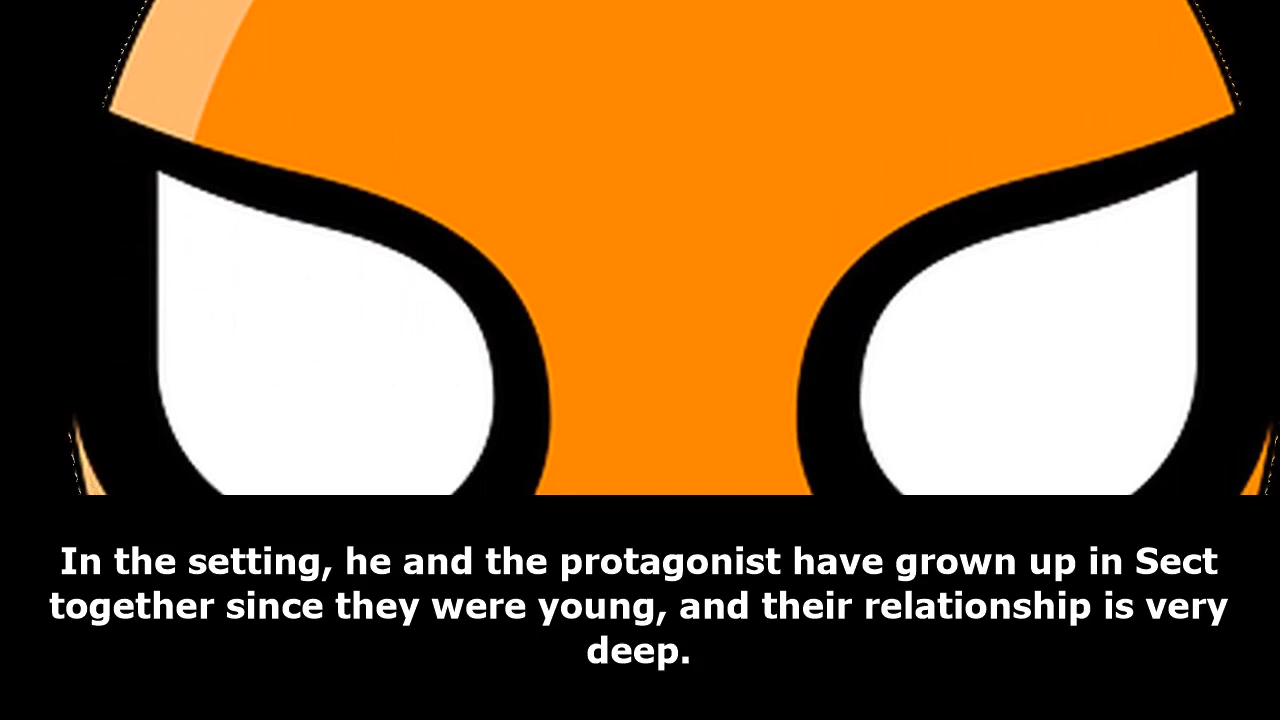 In the setting, he and the protagonist have grown up in Sect
together since they were young, and their relationship is very
deep.